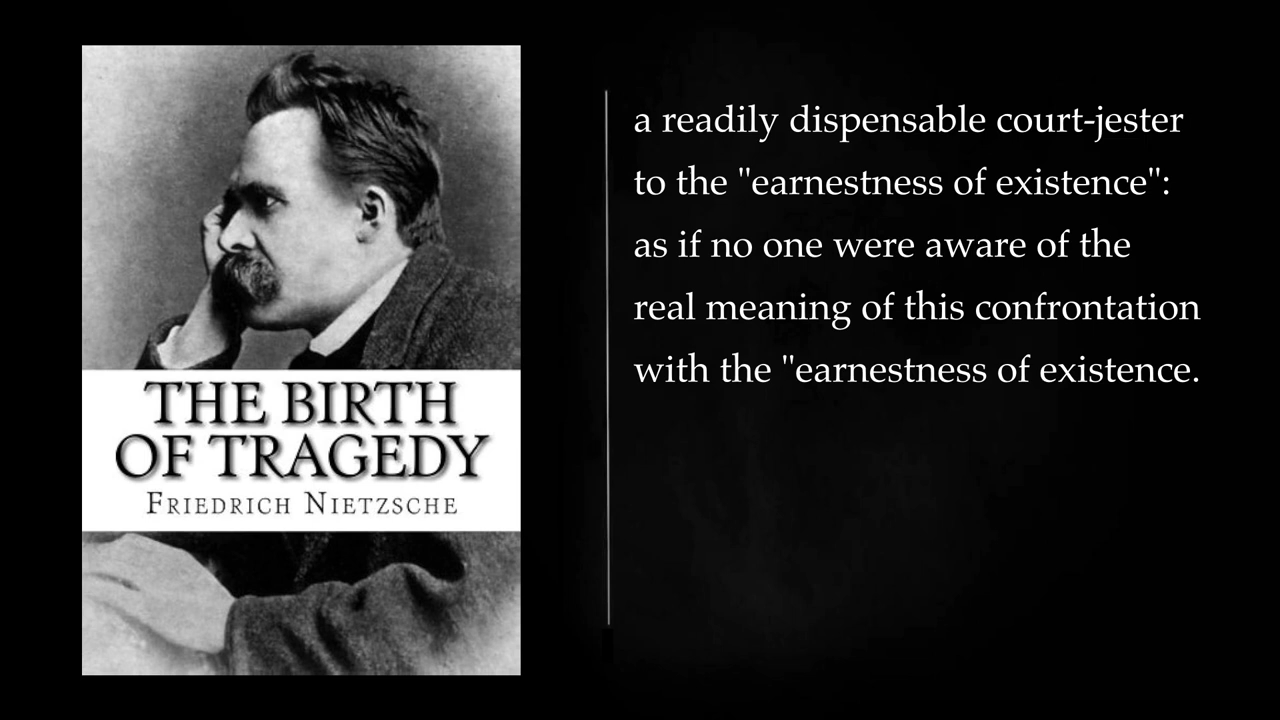 THE BIRTH
OF TRAGEDY
Friedrich Nietzsche
a readily dispensable court-jester
to the "earnestness of existence":
as if no one were aware of the
real meaning of this confrontation
with the "earnestness of existence.